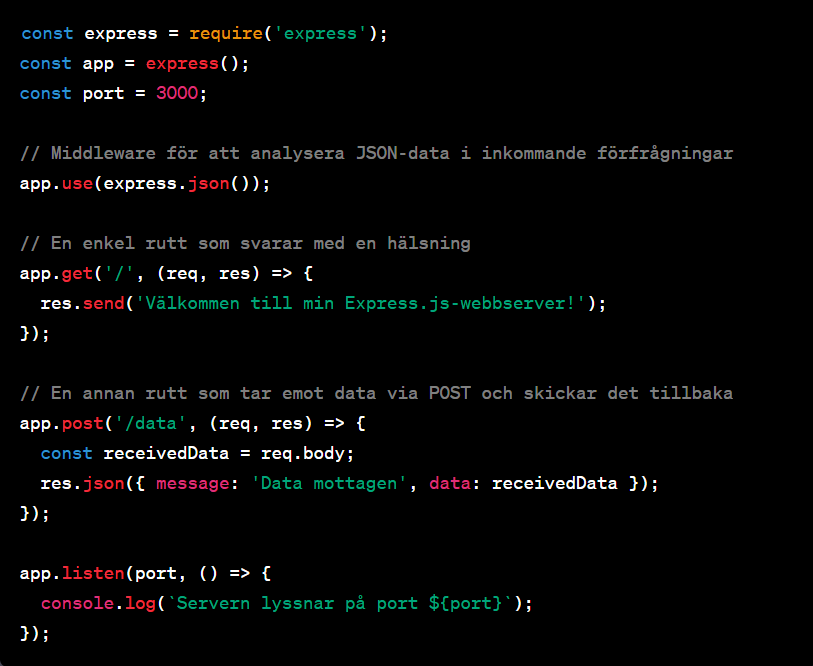 const express = require('express');
const app = express();
const port = 3000;
// Middleware för att analysera JSON-data i inkommande förfrågningar
app.use(express.json());
// En enkel rutt som svarar med en hälsning
app.get('/', (req, res) => {
  res.send('Välkommen till min Express.js-webbserver!');
});
// En annan rutt som tar emot data via POST och skickar det tillbaka
app.post('/data', (req, res) => {
  const receivedData = req.body;
  res.json({ message: 'Data mottagen', data: receivedData });
});
app.listen(port, () => {
  console.log(`Servern lyssnar på port ${port}`);
});